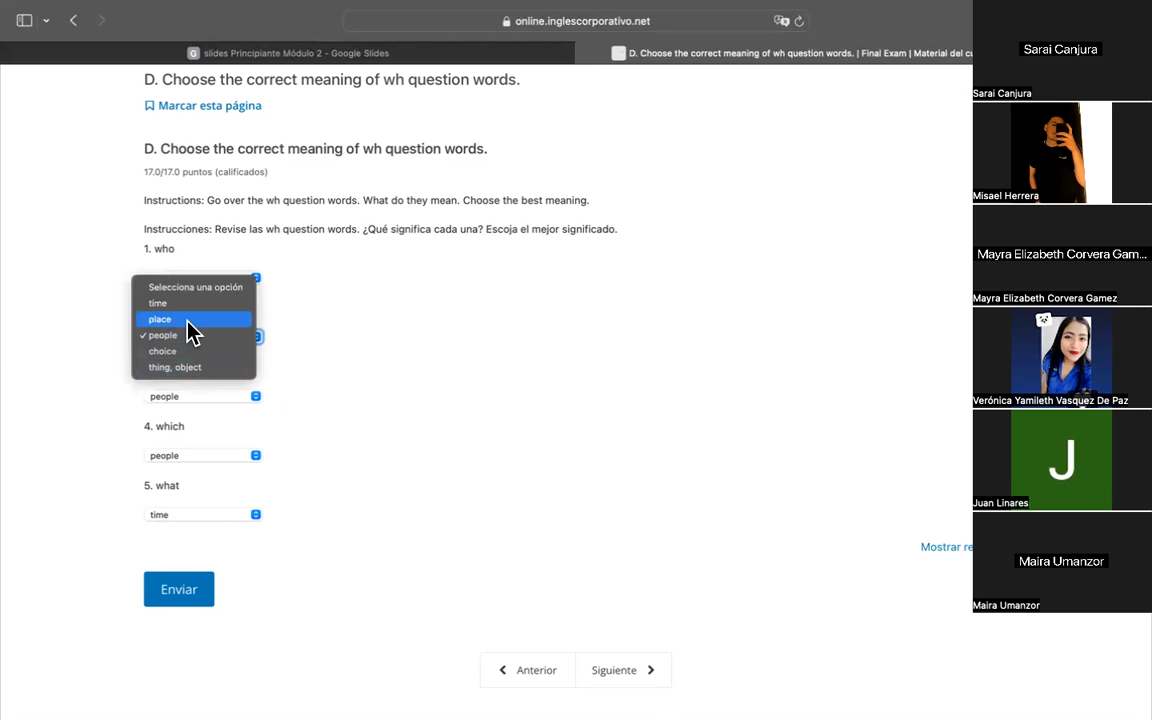 online.inglescorporativo.net
slides Principiante Módulo 2 - Google Slides
D. Choose the correct meaning of wh question words. | Final Exam | Material del cu
D. Choose the correct meaning of wh question words.
Marcar esta página
D. Choose the correct meaning of wh question words.
17.0/17.0 puntos (calificados)
Instructions: Go over the wh question words. What do they mean. Choose the best meaning.
Instrucciones: Revise las wh question words. ¿Qué significa cada una? Escoja el mejor significado.
1. who
Selecciona una opción
time
place
people
choice
thing, object
people
4. which
people
5. what
time
Mostrar re
Enviar
Anterior
Siguiente
Sarai Canjura
Sarai Canjura
Misael Herrera
Mayra Elizabeth Corvera Gam...
Mayra Elizabeth Corvera Gamez
Verónica Yamileth Vasquez De Paz
J
Juan Linares
Maira Umanzor
Maira Umanzor